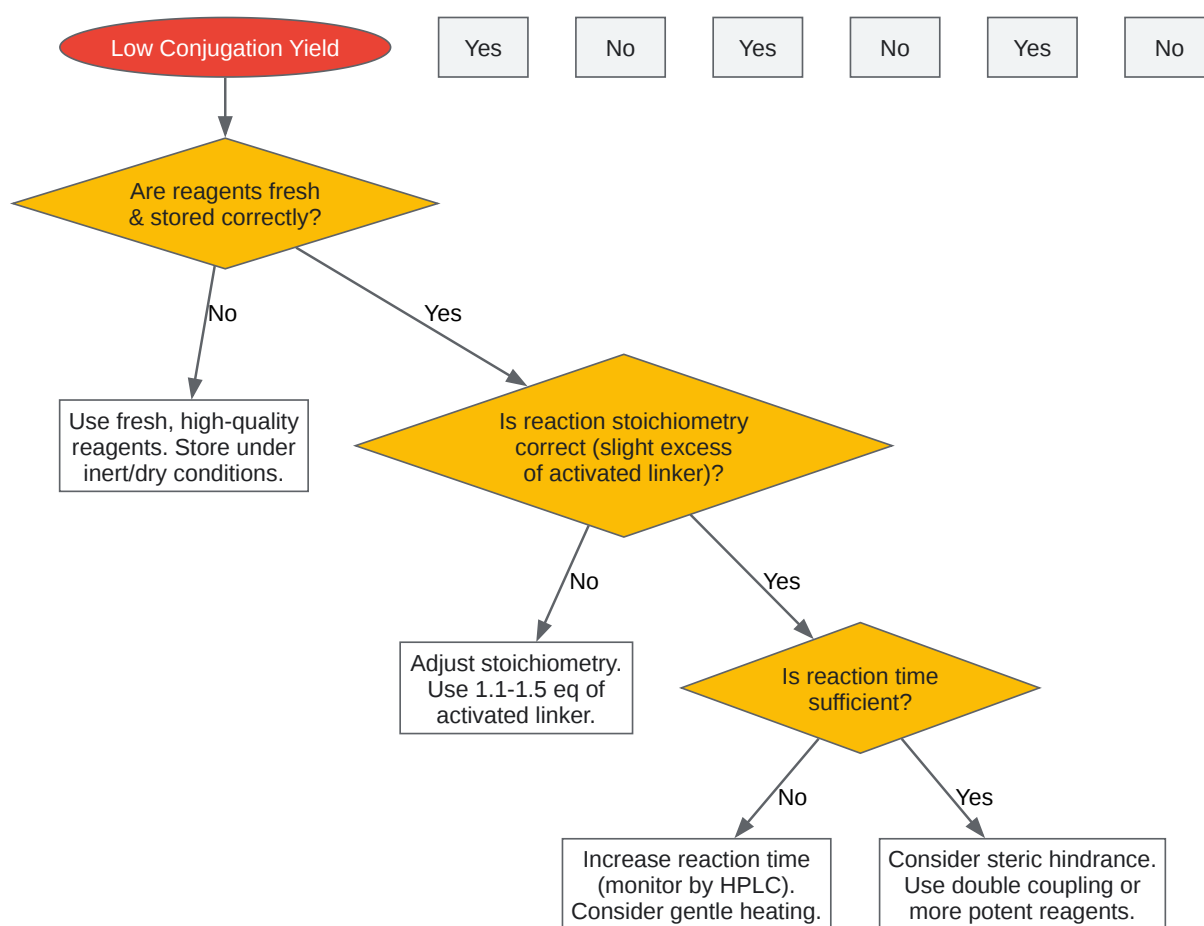 Low Conjugation Yield
Yes
No
Yes
No
Yes
No
Are reagents fresh
& stored correctly?
No
Yes
Use fresh, high-quality
reagents. Store under
inert/dry conditions.
Is reaction stoichiometry
correct (slight excess
of activated linker)?
No
Yes
Adjust stoichiometry.
Use 1.1-1.5 eq of
activated linker.
Is reaction time
sufficient?
No
Yes
Increase reaction time
(monitor by HPLC).
Consider gentle heating.
Consider steric hindrance.
Use double coupling or
more potent reagents.